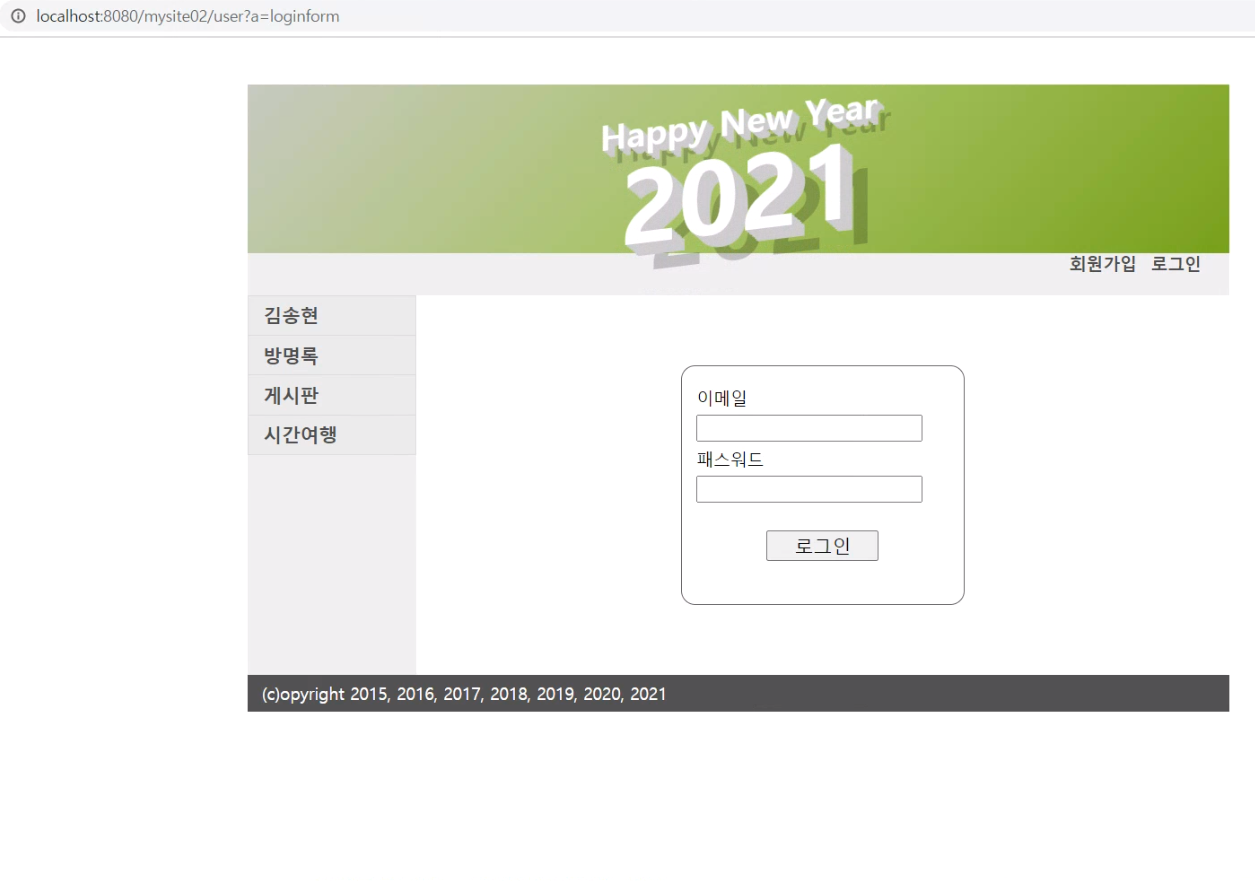 localhost:8080/mysite02/user?a=loginform
Happy New Year
2021
회원가입 로그인
김송현
방명록
게시판
시간여행
이메일
패스워드
로그인
(c)opyright 2015, 2016, 2017, 2018, 2019, 2020, 2021